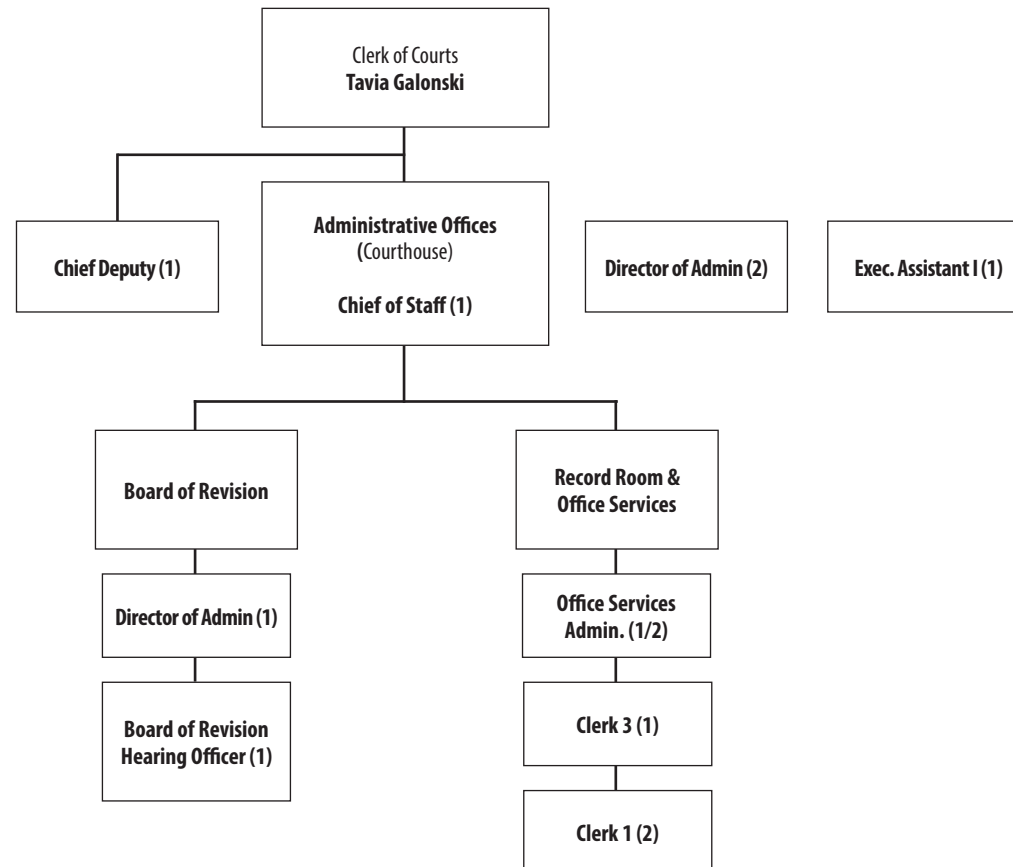 Clerk of Courts
Tavia Galonski
Chief Deputy (1)
Administrative Offices
(Courthouse)
Chief of Staff (1)
Director of Admin (2)
Exec. Assistant I (1)
Board of Revision
Record Room &
Office Services
Director of Admin (1)
Office Services
Admin. (1/2)
Board of Revision
Hearing Officer (1)
Clerk 3 (1)
Clerk 1 (2)